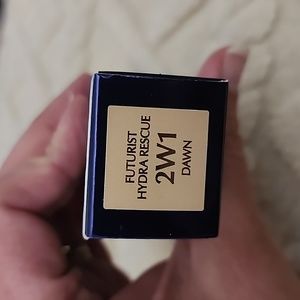 FUTURIST
HYDRA RESCUE
2W1
DAWN